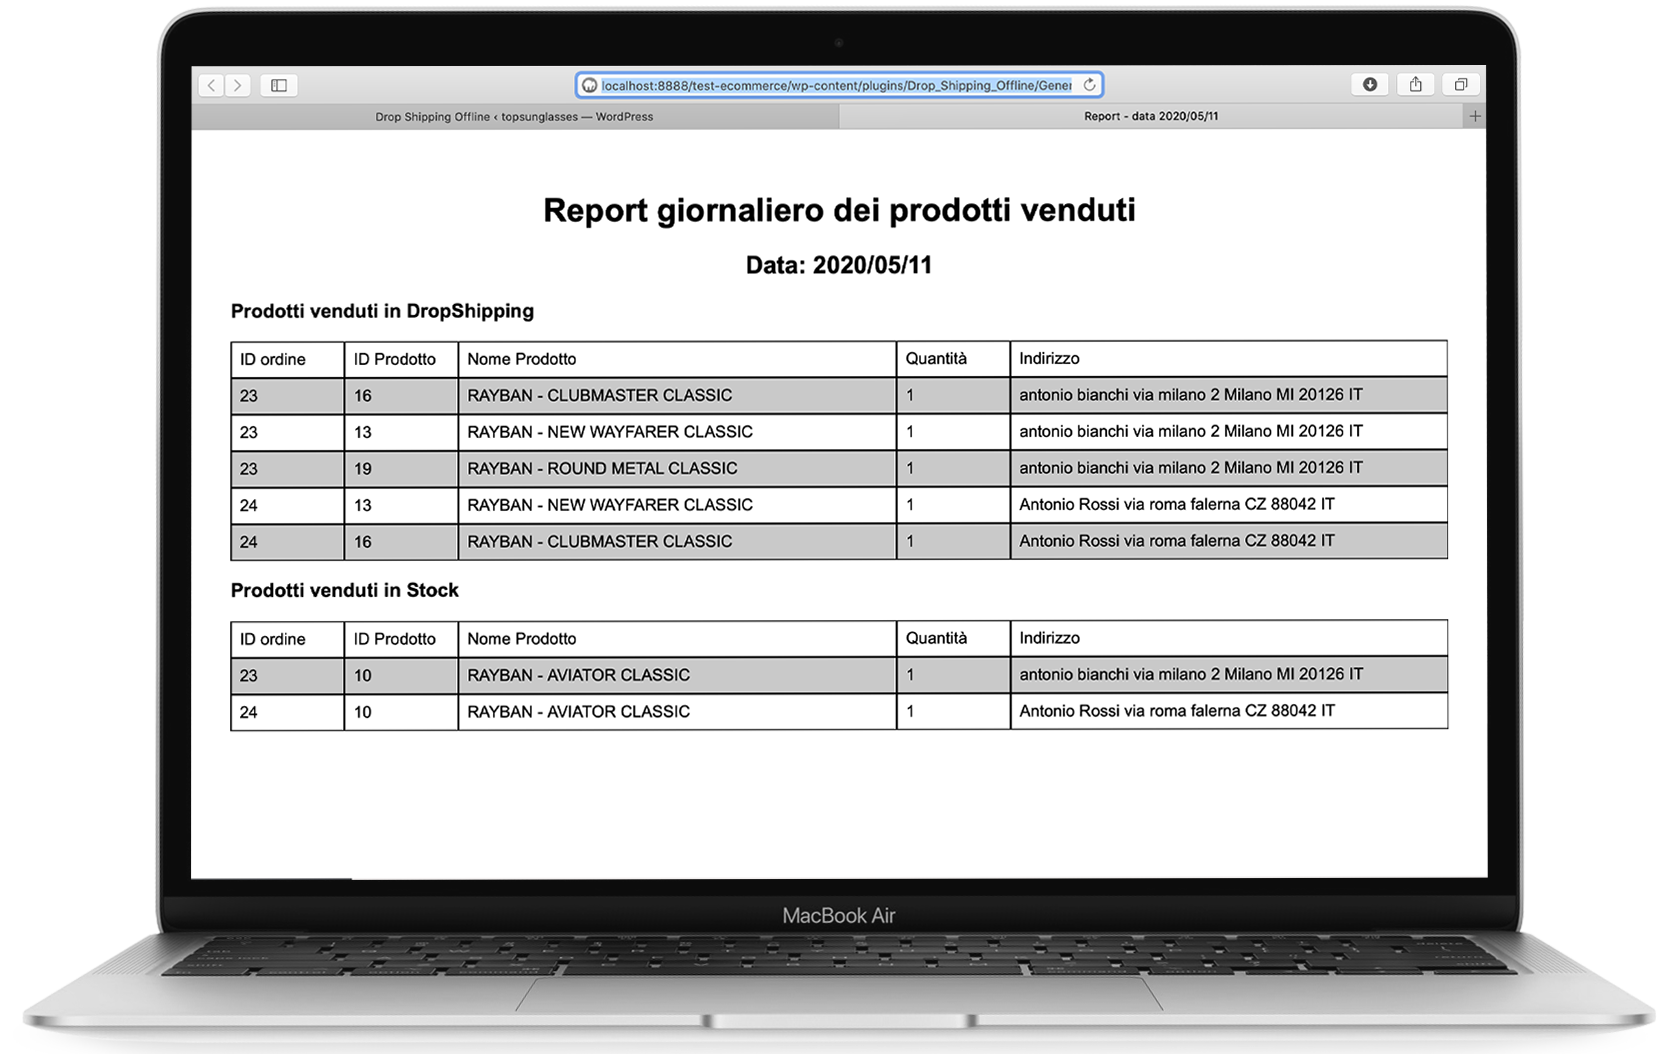 localhost:8888/test-ecommerce/wp-content/plugins/Drop_Shipping_Offline/Gener
Drop Shipping Offline ‹ topsunglasses — WordPress
Report - data 2020/05/11
Report giornaliero dei prodotti venduti
Data: 2020/05/11
Prodotti venduti in DropShipping
ID ordine ID Prodotto Nome Prodotto Quantità Indirizzo
23 16 RAYBAN - CLUBMASTER CLASSIC 1 antonio bianchi via milano 2 Milano MI 20126 IT
23 13 RAYBAN - NEW WAYFARER CLASSIC 1 antonio bianchi via milano 2 Milano MI 20126 IT
23 19 RAYBAN - ROUND METAL CLASSIC 1 antonio bianchi via milano 2 Milano MI 20126 IT
24 13 RAYBAN - NEW WAYFARER CLASSIC 1 Antonio Rossi via roma falerna CZ 88042 IT
24 16 RAYBAN - CLUBMASTER CLASSIC 1 Antonio Rossi via roma falerna CZ 88042 IT
Prodotti venduti in Stock
ID ordine ID Prodotto Nome Prodotto Quantità Indirizzo
23 10 RAYBAN - AVIATOR CLASSIC 1 antonio bianchi via milano 2 Milano MI 20126 IT
24 10 RAYBAN - AVIATOR CLASSIC 1 Antonio Rossi via roma falerna CZ 88042 IT
MacBook Air